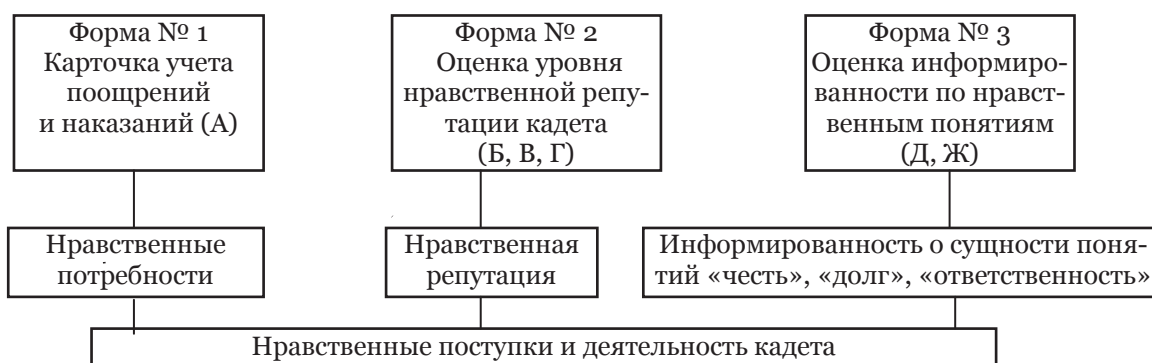 Форма № 1
Карточка учета
поощрений
и наказаний (А)
Форма № 2
Оценка уровня
нравственной репу-
тации кадета
(Б, В, Г)
Форма № 3
Оценка информиро-
ванности по нравст-
венным понятиям
(Д, Ж)
Нравственные
потребности
Нравственная
репутация
Информированность о сущности поня-
тий «честь», «долг», «ответственность»
Нравственные поступки и деятельность кадета